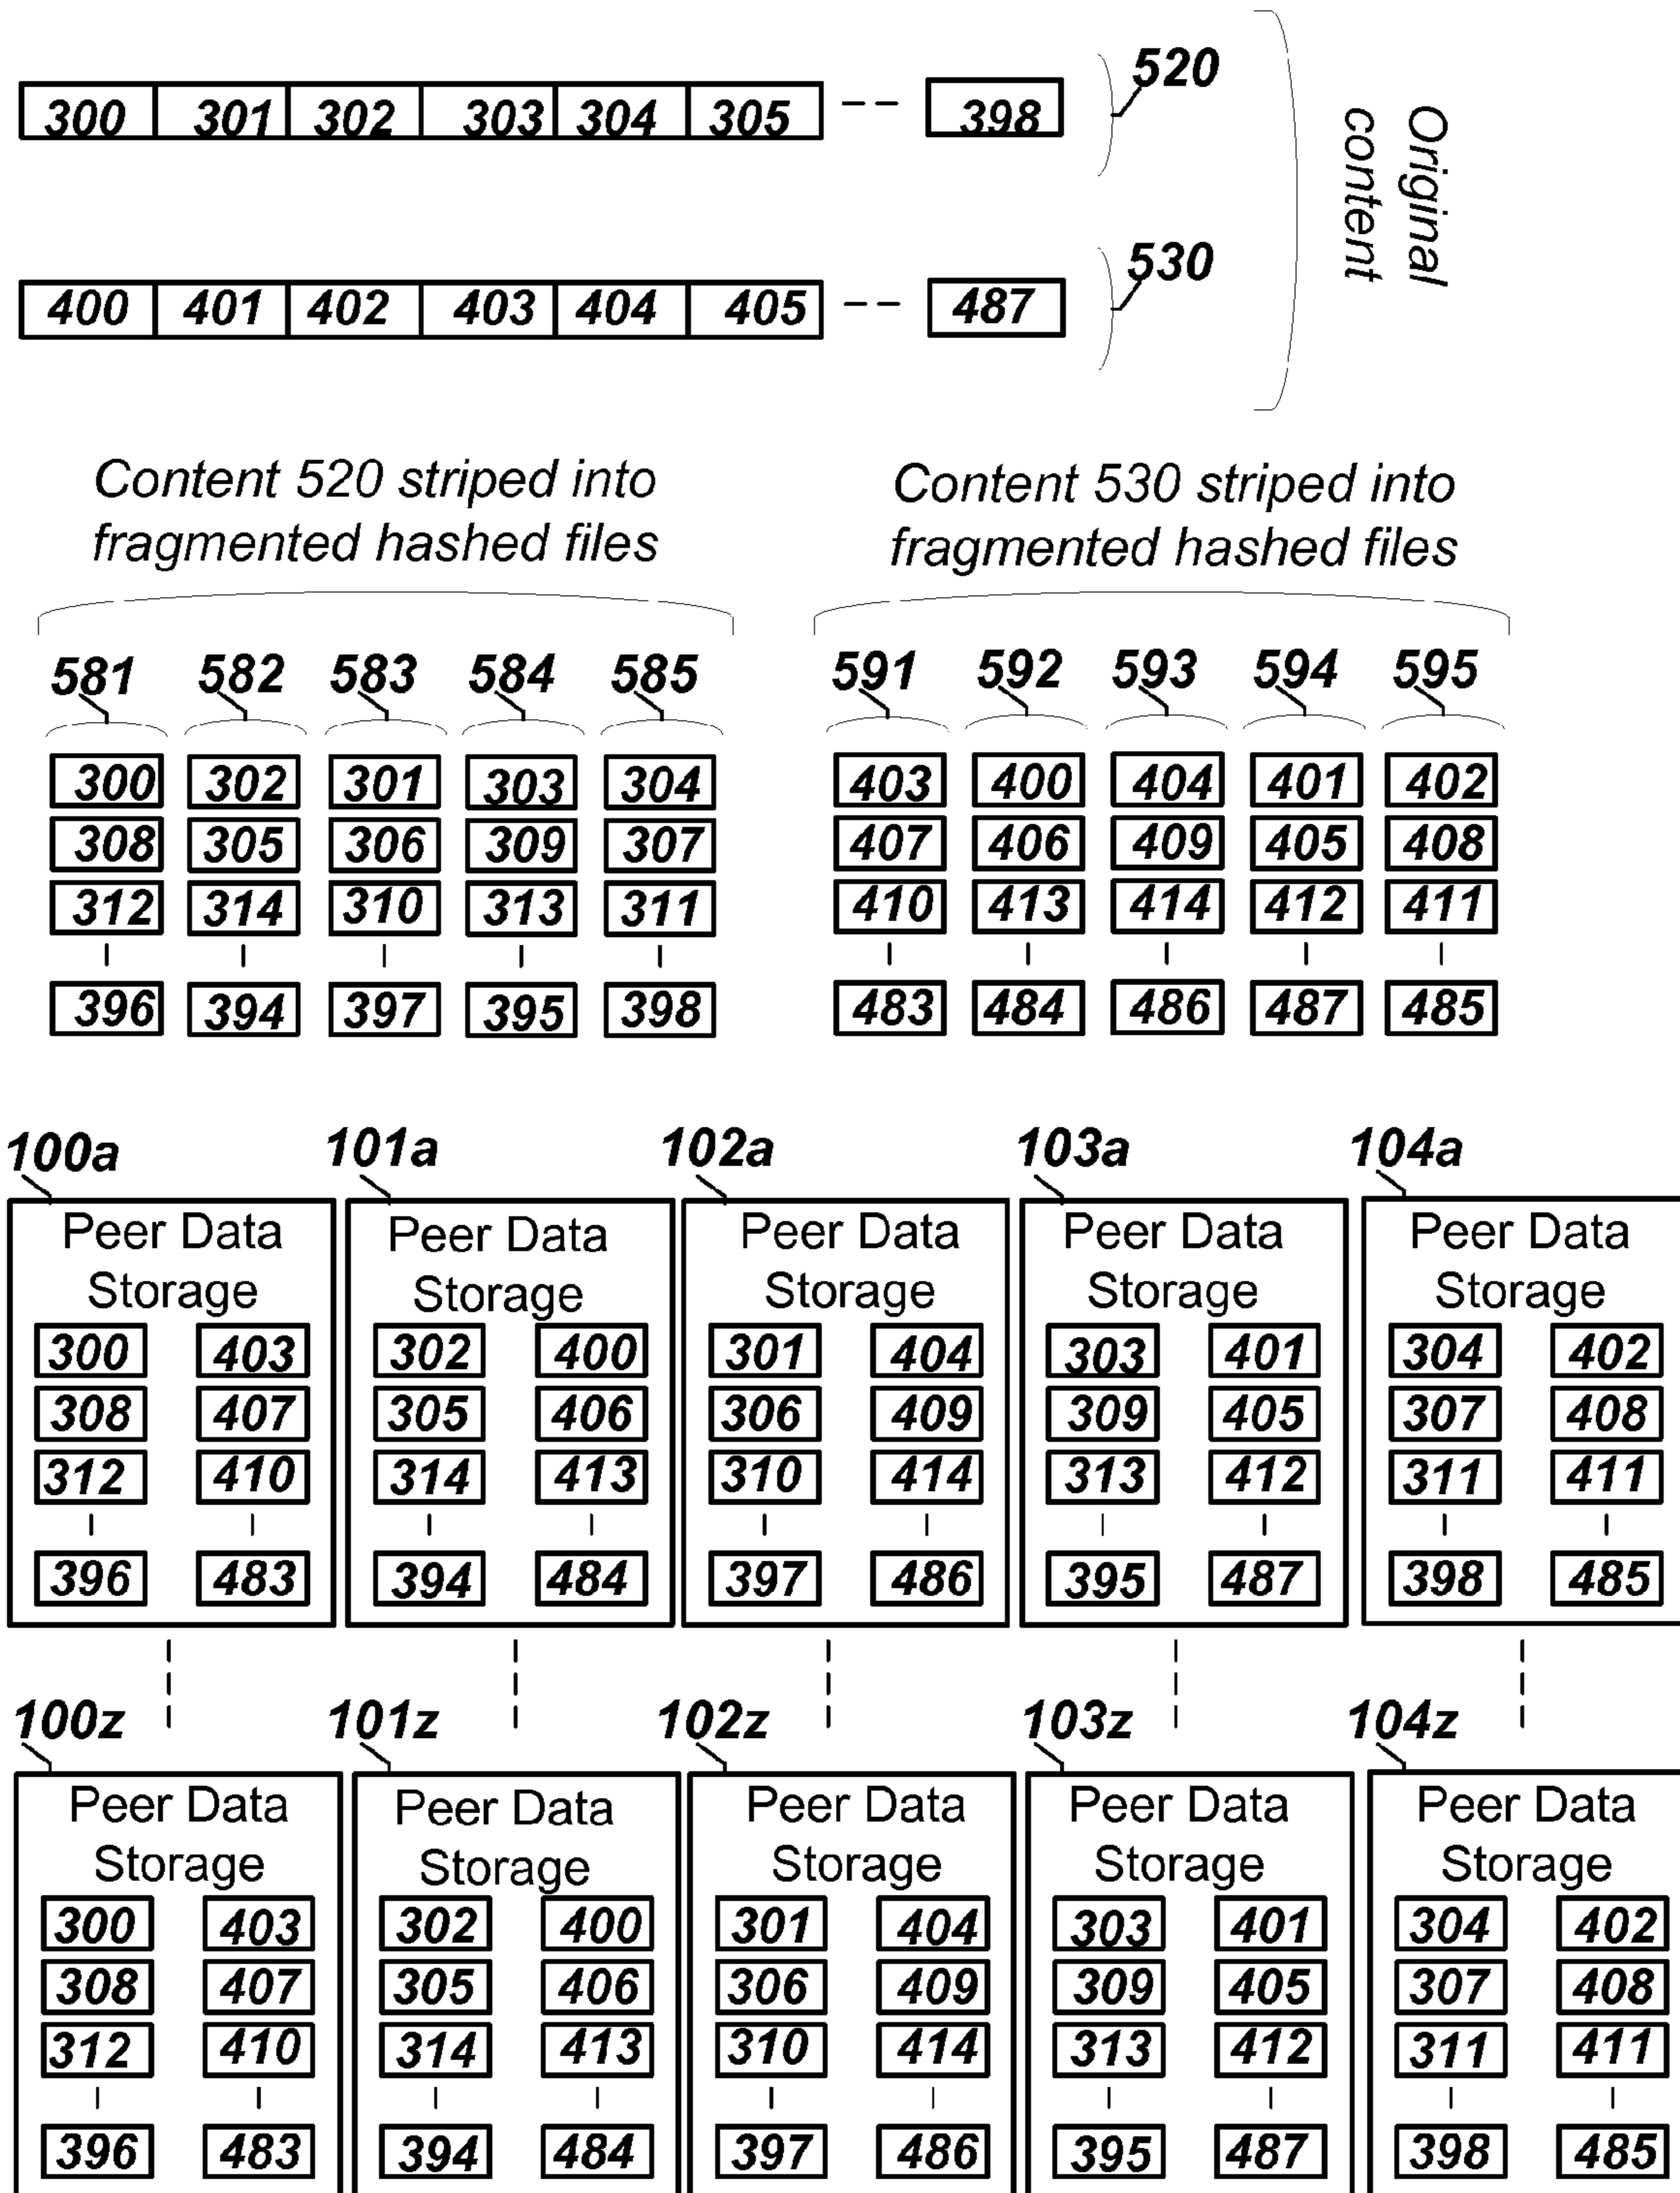 520
300 301 302 303 304 305 398
Original
content
530
400 401 402 403 404 405 487
Content 520 striped into
fragmented hashed files
Content 530 striped into
fragmented hashed files
581 582 583 584 585 591 592 593 594 595
300 302 301 303 304 403 400 404 401 402
308 305 306 309 307 407 406 409 405 408
312 314 310 313 311 410 413 414 412 411
396 394 397 395 398 483 484 486 487 485
100a 101a 102a 103a 104a
Peer Data Peer Data Peer Data Peer Data Peer Data
Storage Storage Storage Storage Storage
300 403 302 400 301 404 303 401 304 402
308 407 305 406 306 409 309 405 307 408
312 410 314 413 310 414 313 412 311 411
396 483 394 484 397 486 395 487 398 485
100z 101z 102z 103z 104z
Peer Data Peer Data Peer Data Peer Data Peer Data
Storage Storage Storage Storage Storage
300 403 302 400 301 404 303 401 304 402
308 407 305 406 306 409 309 405 307 408
312 410 314 413 310 414 313 412 311 411
396 483 394 484 397 486 395 487 398 485